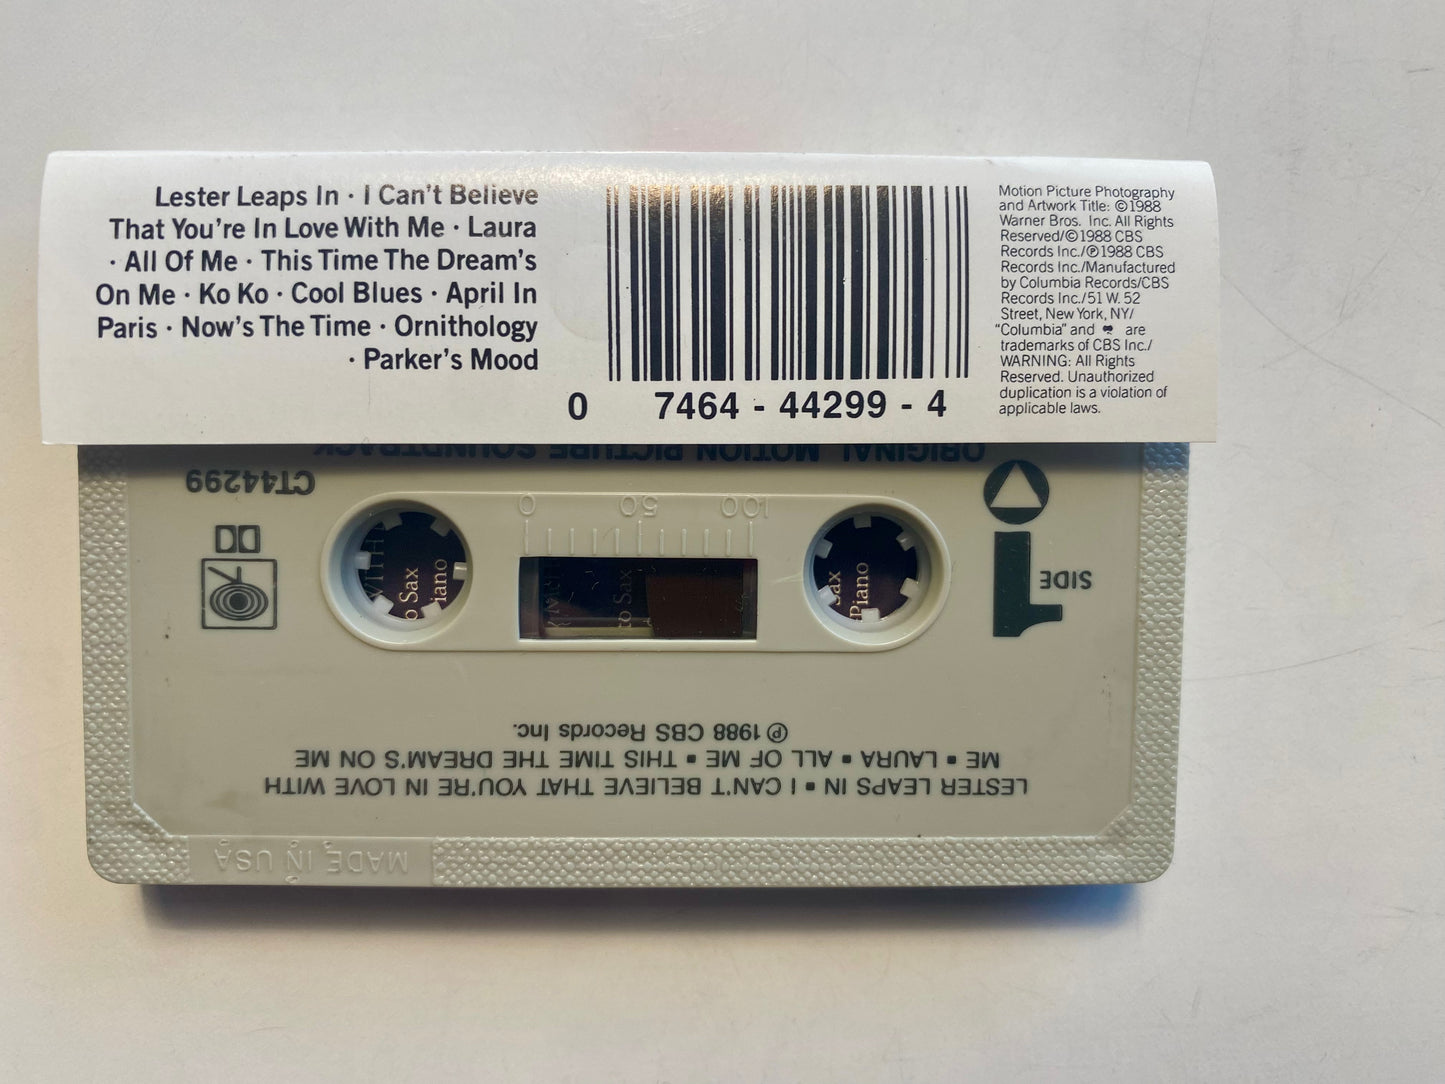 Lester Leaps In · I Can't Believe
That You're In Love With Me · Laura
· All Of Me · This Time The Dream's
On Me · Ko Ko · Cool Blues · April In
Paris · Now's The Time · Ornithology
· Parker's Mood
0 7464 - 44299 - 4
Motion Picture Photography
and Artwork Title: ©1988
Warner Bros. Inc. All Rights
Reserved/©1988 CBS
Records Inc./℗1988 CBS
Records Inc./Manufactured
by Columbia Records/CBS
Records Inc./51 W. 52
Street, New York, NY/
"Columbia" and are
trademarks of CBS Inc./
WARNING: All Rights
Reserved. Unauthorized
duplication is a violation of
applicable laws.
ORIGINAL MOTION PICTURE SOUNDTRACK
CT44299
0 50 100
SIDE
1
WITH
o Sax
iano
to Sax
Sax
Piano
℗ 1988 CBS Records Inc.
LESTER LEAPS IN ▪ I CAN'T BELIEVE THAT YOU'RE IN LOVE WITH
ME ▪ LAURA ▪ ALL OF ME ▪ THIS TIME THE DREAM'S ON ME
MADE IN USA